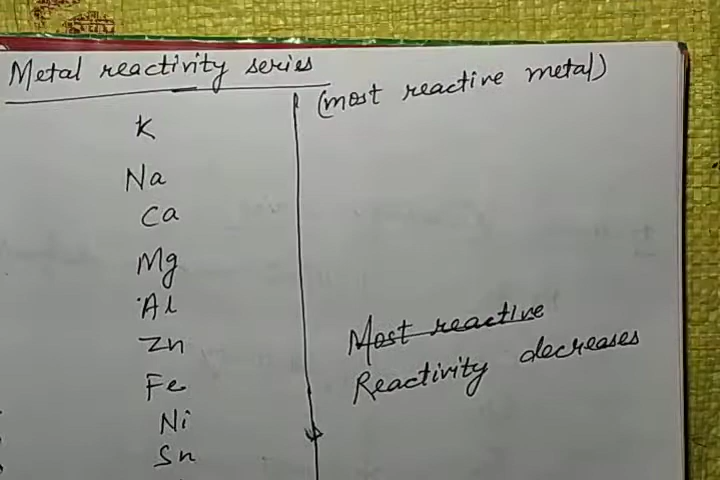 Metal reactivity series
(most reactive metal)
K
Na
Ca
Mg
Al
Zn
Fe
Ni
Sn
Most reactive
Reactivity decreases